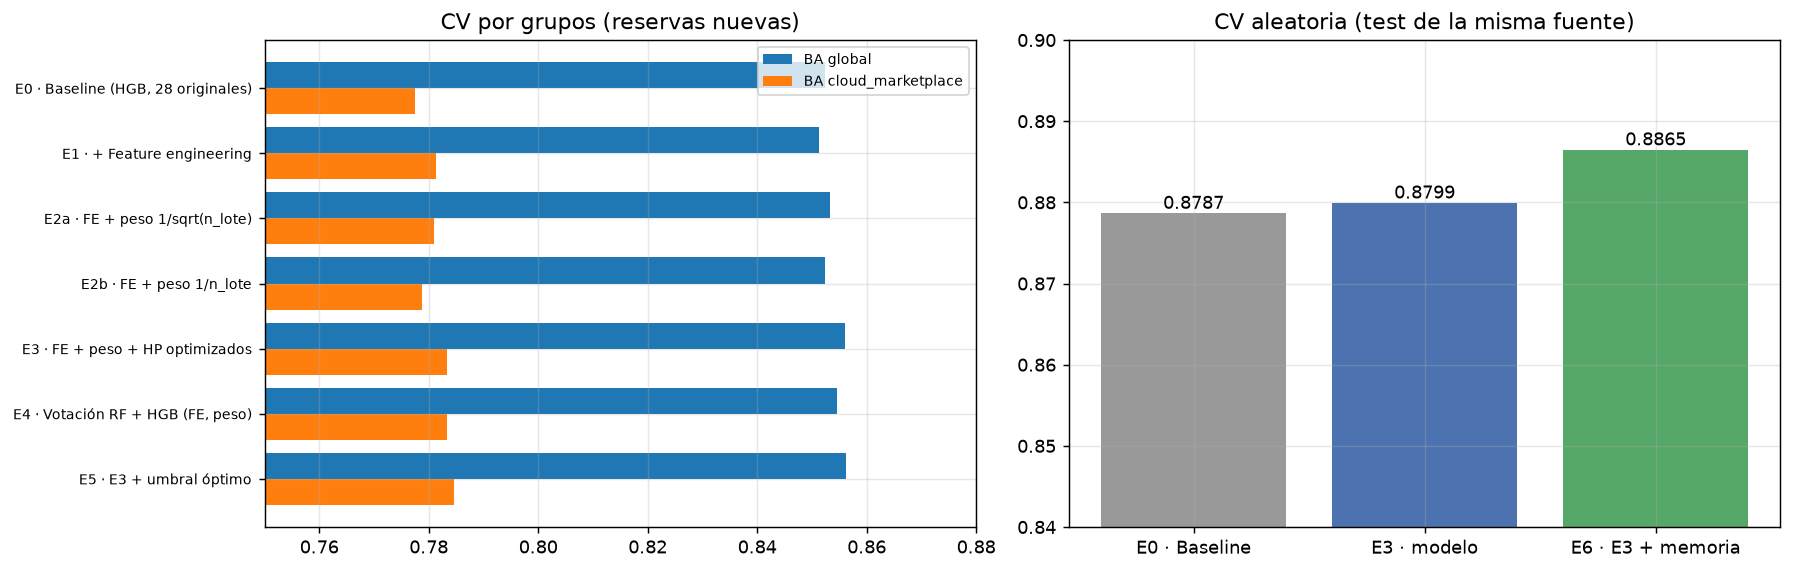 CV por grupos (reservas nuevas)
BA global
BA cloud_marketplace
E0 · Baseline (HGB, 28 originales)
E1 · + Feature engineering
E2a · FE + peso 1/sqrt(n_lote)
E2b · FE + peso 1/n_lote
E3 · FE + peso + HP optimizados
E4 · Votación RF + HGB (FE, peso)
E5 · E3 + umbral óptimo
0.76 0.78 0.80 0.82 0.84 0.86 0.88
CV aleatoria (test de la misma fuente)
0.90
0.89
0.88
0.87
0.86
0.85
0.84
0.8787
0.8799
0.8865
E0 · Baseline
E3 · modelo
E6 · E3 + memoria